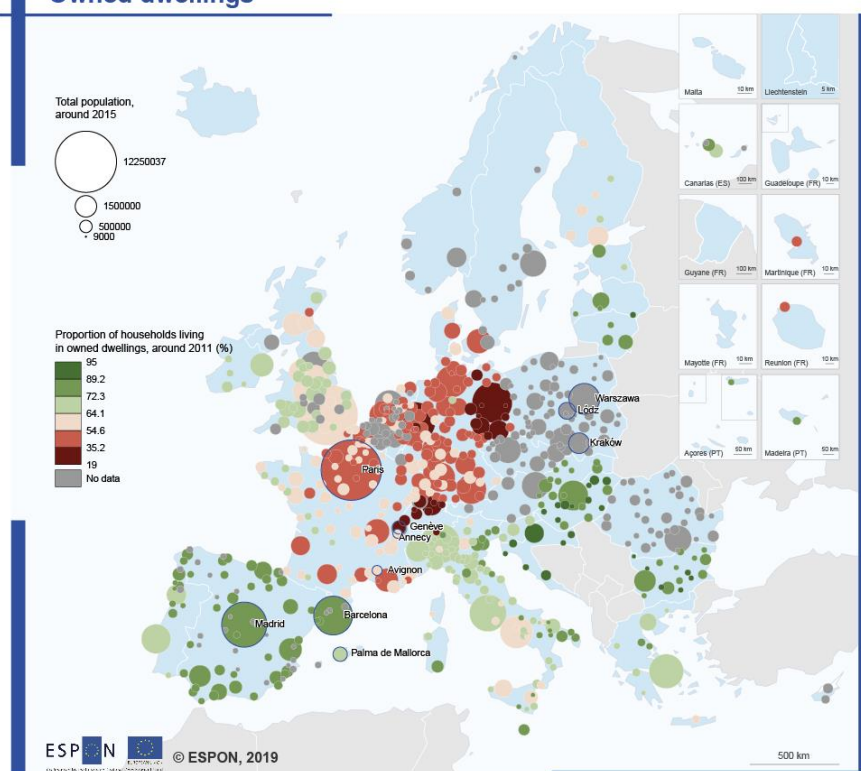 Owned dwellings
Total population,
around 2015
12250037
1500000
500000
9000
Proportion of households living
in owned dwellings, around 2011 (%)
95
89.2
72.3
64.1
54.6
35.2
19
No data
Warszawa
Lódz
Kraków
Paris
Genève
Annecy
Avignon
Barcelona
Madrid
Palma de Mallorca
Malta
10 km
Liechtenstein
5 km
Canarias (ES)
100 km
Guadeloupe (FR)
10 km
Guyane (FR)
100 km
Martinique (FR)
10 km
Mayotte (FR)
10 km
Reunion (FR)
10 km
Açores (PT)
50 km
Madeira (PT)
50 km
ESPON
© ESPON, 2019
500 km